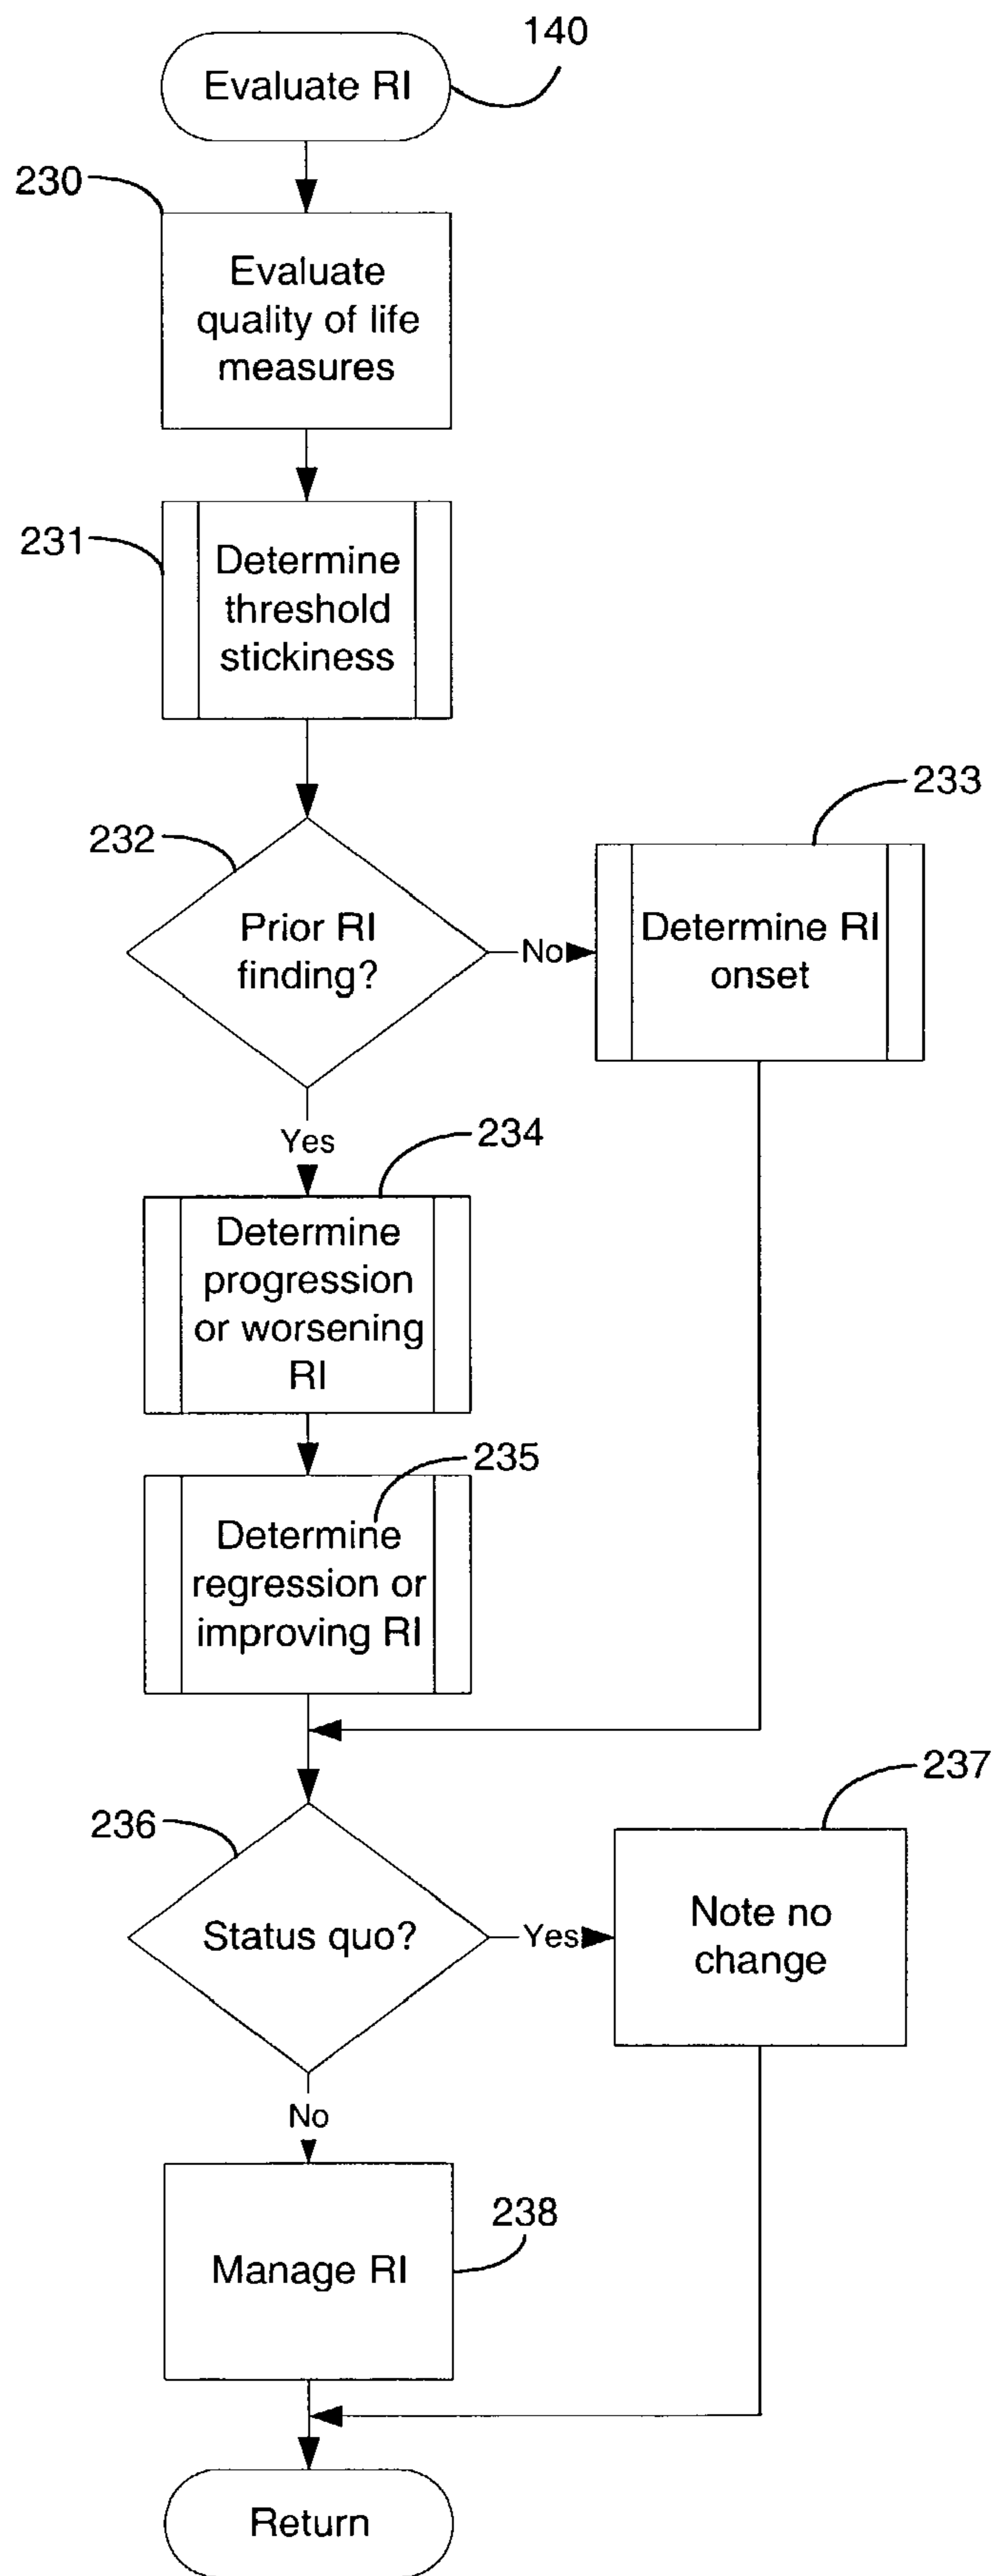 140
Evaluate RI
230
Evaluate
quality of life
measures
231
Determine
threshold
stickiness
233
232
Prior RI
finding?
No
Determine RI
onset
Yes
234
Determine
progression
or worsening
RI
235
Determine
regression or
improving RI
237
236
Status quo?
Yes
Note no
change
No
238
Manage RI
Return